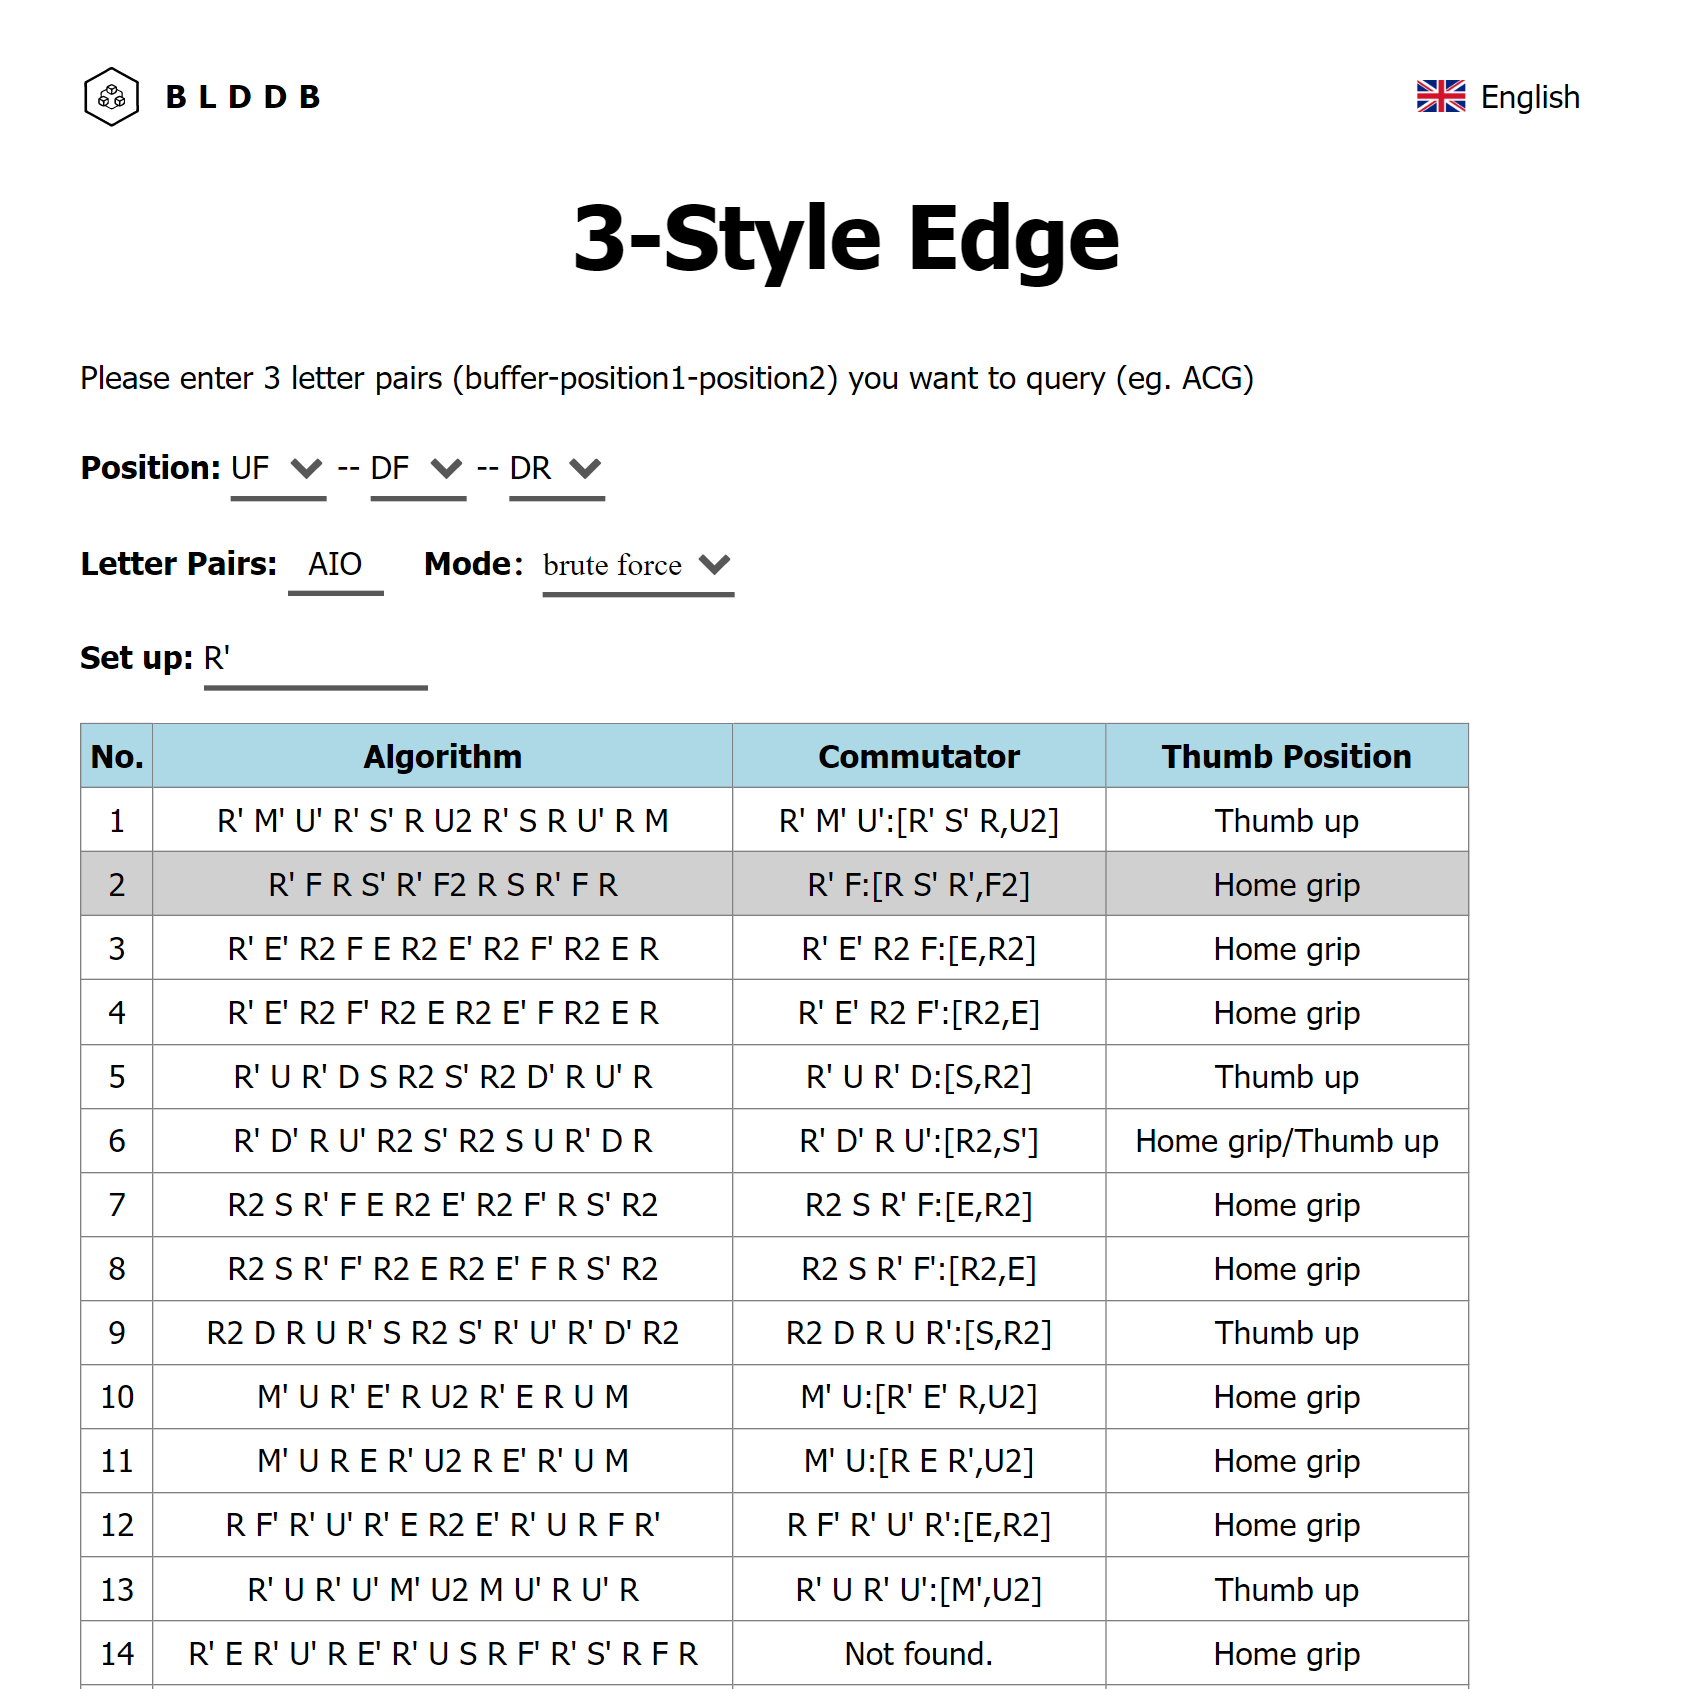 BLDDB English
3-Style Edge
Please enter 3 letter pairs (buffer-position1-position2) you want to query (eg. ACG)
Position: UF -- DF -- DR
Letter Pairs: AIO Mode: brute force
Set up: R'
No. Algorithm Commutator Thumb Position
1 R' M' U' R' S' R U2 R' S R U' R M R' M' U':[R' S' R,U2] Thumb up
2 R' F R S' R' F2 R S R' F R R' F:[R S' R',F2] Home grip
3 R' E' R2 F E R2 E' R2 F' R2 E R R' E' R2 F:[E,R2] Home grip
4 R' E' R2 F' R2 E R2 E' F R2 E R R' E' R2 F':[R2,E] Home grip
5 R' U R' D S R2 S' R2 D' R U' R R' U R' D:[S,R2] Thumb up
6 R' D' R U' R2 S' R2 S U R' D R R' D' R U':[R2,S'] Home grip/Thumb up
7 R2 S R' F E R2 E' R2 F' R S' R2 R2 S R' F:[E,R2] Home grip
8 R2 S R' F' R2 E R2 E' F R S' R2 R2 S R' F':[R2,E] Home grip
9 R2 D R U R' S R2 S' R' U' R' D' R2 R2 D R U R':[S,R2] Thumb up
10 M' U R' E' R U2 R' E R U M M' U:[R' E' R,U2] Home grip
11 M' U R E R' U2 R E' R' U M M' U:[R E R',U2] Home grip
12 R F' R' U' R' E R2 E' R' U R F R' R F' R' U' R':[E,R2] Home grip
13 R' U R' U' M' U2 M U' R U' R R' U R' U':[M',U2] Thumb up
14 R' E R' U' R E' R' U S R F' R' S' R F R Not found. Home grip